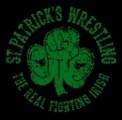 ST. PATRICK'S WRESTLING
THE REAL FIGHTING IRISH